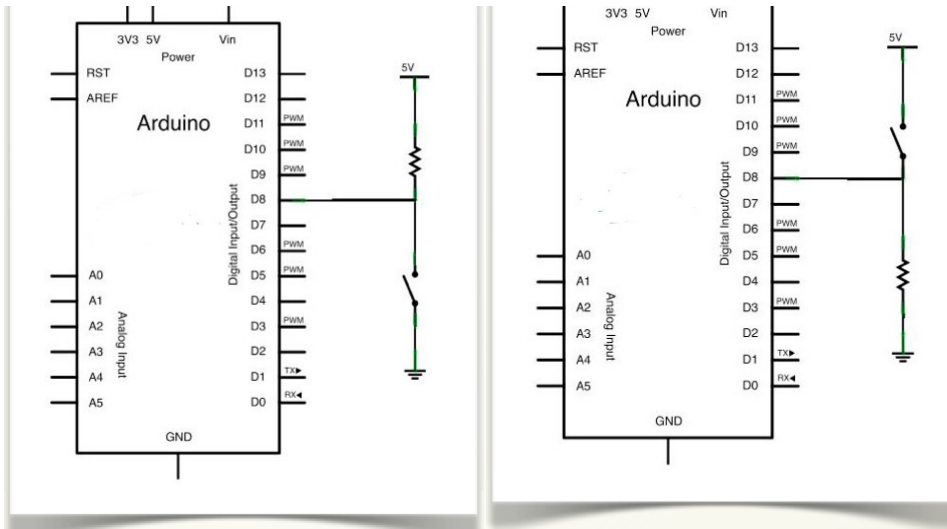 3V3 5V Vin
Power
RST
AREF
Arduino
D13
D12
D11 PWM
D10 PWM
D9 PWM
D8
D7
D6 PWM
D5 PWM
D4
D3 PWM
D2
D1 TX▶
D0 RX◀
Digital Input/Output
A0
A1
A2
A3
A4
A5
Analog Input
GND
5V
3V3 5V Vin
Power
RST
AREF
Arduino
D13
D12
D11 PWM
D10 PWM
D9 PWM
D8
D7
D6 PWM
D5 PWM
D4
D3 PWM
D2
D1 TX▶
D0 RX◀
Digital Input/Output
A0
A1
A2
A3
A4
A5
Analog Input
GND
5V